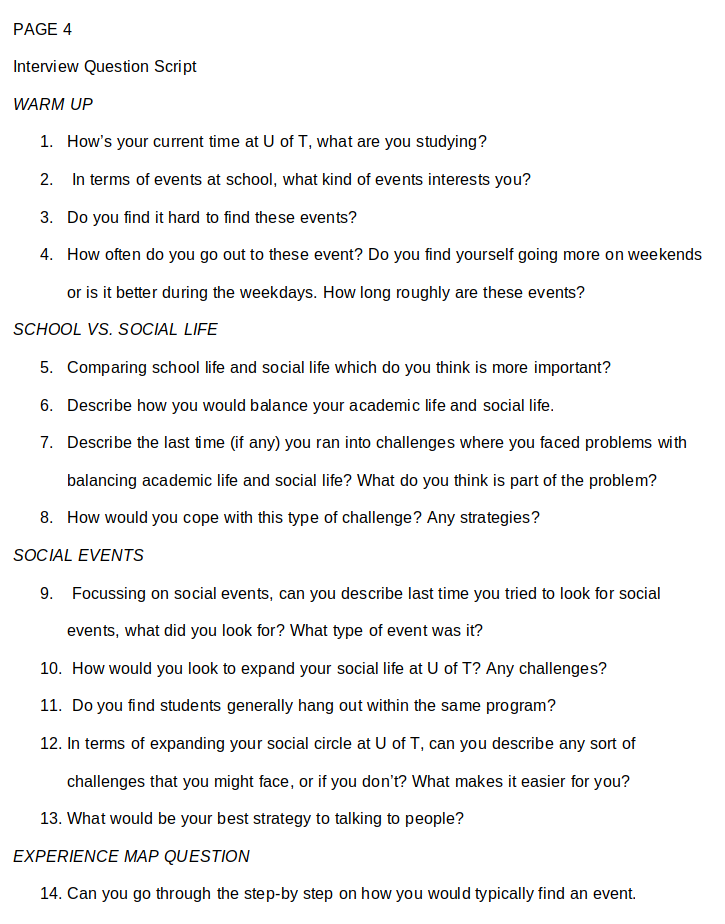 PAGE 4
Interview Question Script
WARM UP
1. How's your current time at U of T, what are you studying?
2. In terms of events at school, what kind of events interests you?
3. Do you find it hard to find these events?
4. How often do you go out to these event? Do you find yourself going more on weekends
or is it better during the weekdays. How long roughly are these events?
SCHOOL VS. SOCIAL LIFE
5. Comparing school life and social life which do you think is more important?
6. Describe how you would balance your academic life and social life.
7. Describe the last time (if any) you ran into challenges where you faced problems with
balancing academic life and social life? What do you think is part of the problem?
8. How would you cope with this type of challenge? Any strategies?
SOCIAL EVENTS
9. Focussing on social events, can you describe last time you tried to look for social
events, what did you look for? What type of event was it?
10. How would you look to expand your social life at U of T? Any challenges?
11. Do you find students generally hang out within the same program?
12. In terms of expanding your social circle at U of T, can you describe any sort of
challenges that you might face, or if you don't? What makes it easier for you?
13. What would be your best strategy to talking to people?
EXPERIENCE MAP QUESTION
14. Can you go through the step-by step on how you would typically find an event.